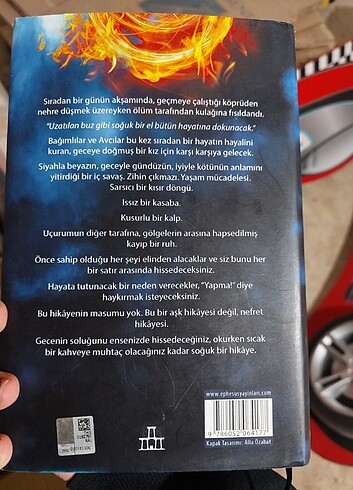 Sıradan bir günün akşamında, geçmeye çalıştığı köprüden
nehre düşmek üzereyken ölüm tarafından kulağına fısıldandı.
"Uzatılan buz gibi soğuk bir el bütün hayatına dokunacak."
Bağımlılar ve Avcılar bu kez sıradan bir hayatın hayalini
kuran, geceye doğmuş bir kız için karşı karşıya gelecek.
Siyahla beyazın, geceyle gündüzün, iyiyle kötünün anlamını
yitirdiği bir iç savaş. Zihin çıkmazı. Yaşam mücadelesi.
Sarsıcı bir kısır döngü.
Issız bir kasaba.
Kusurlu bir kalp.
Uçurumun diğer tarafına, gölgelerin arasına hapsedilmiş
kayıp bir ruh.
Önce sahip olduğu her şeyi elinden alacaklar ve siz bunu her
bir satır arasında hissedeceksiniz.
Hayata tutunacak bir neden verecekler, "Yapma!" diye
haykırmak isteyeceksiniz.
Bu hikâyenin masumu yok. Bu bir aşk hikâyesi değil, nefret
hikâyesi.
Gecenin soluğunu ensenizde hissedeceğiniz, okurken sıcak
bir kahveye muhtaç olacağınız kadar soğuk bir hikâye.
www.ephesusyayinlari.com
9 786052 064177
Kapak Tasarımı: Alla Özabat